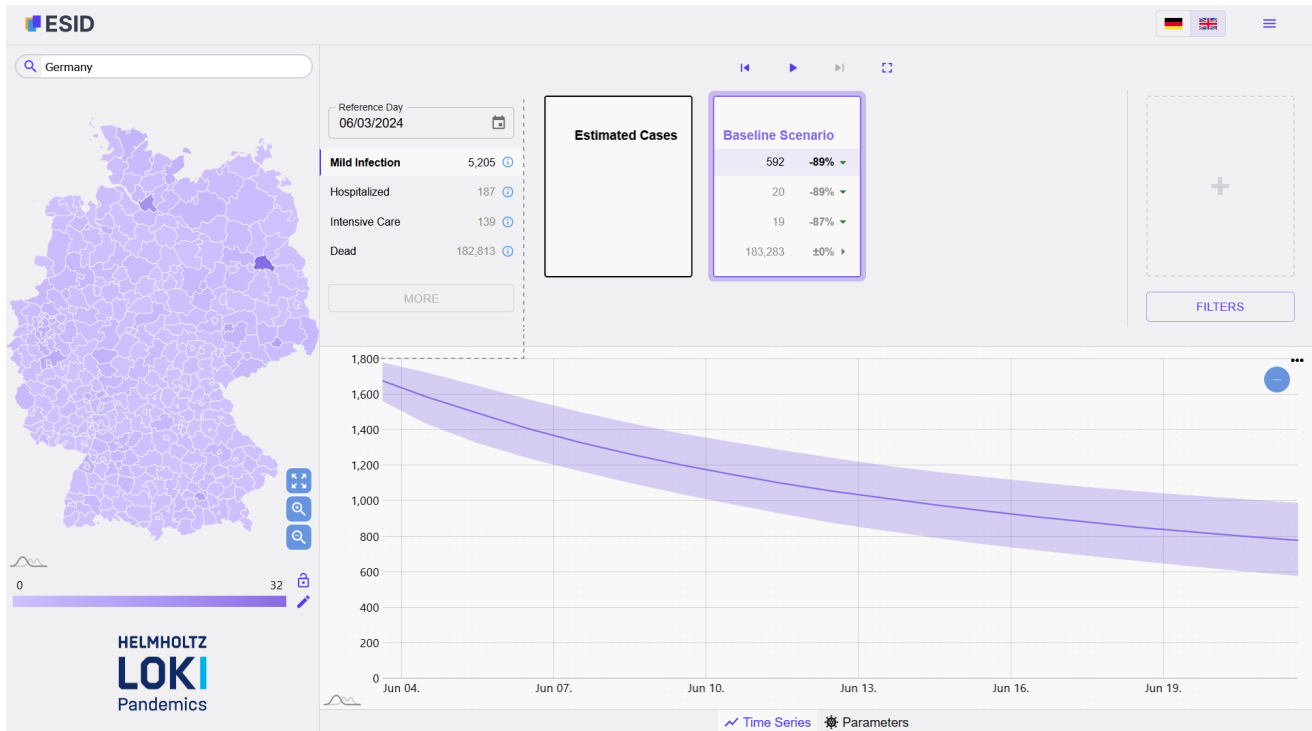 ESID
Germany
Reference Day
06/03/2024
Estimated Cases
Baseline Scenario
Mild Infection 5,205 592 -89%
Hospitalized 187 20 -89%
Intensive Care 139 19 -87%
Dead 182,813 183,283 ±0%
MORE
FILTERS
1,800
1,600
1,400
1,200
1,000
800
600
400
200
0
Jun 04. Jun 07. Jun 10. Jun 13. Jun 16. Jun 19.
0 32
HELMHOLTZ
LOKI
Pandemics
Time Series Parameters